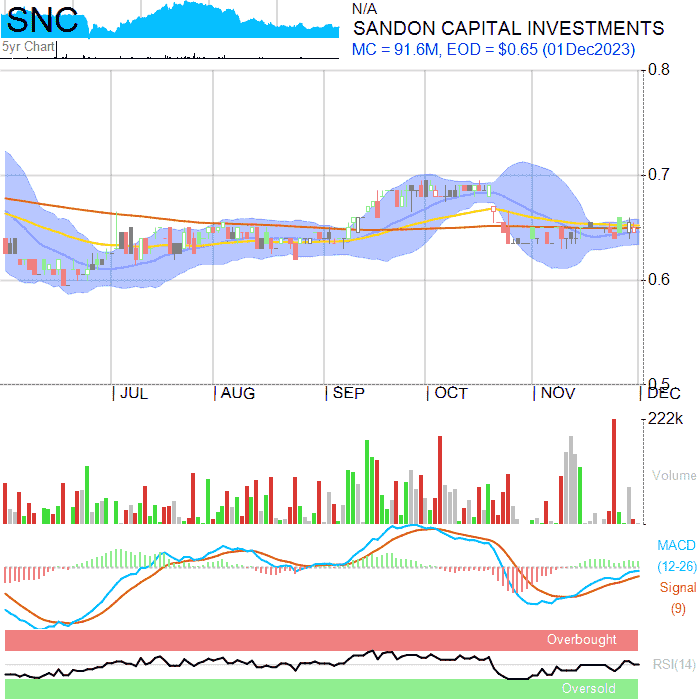 SNC
5yr Chart
N/A
SANDON CAPITAL INVESTMENTS
MC = 91.6M, EOD = $0.65 (01Dec2023)
0.8
0.7
0.6
0.5
JUL AUG SEP OCT NOV DEC
222k
Volume
MACD
(12-26)
Signal
(9)
Overbought
RSI(14)
Oversold